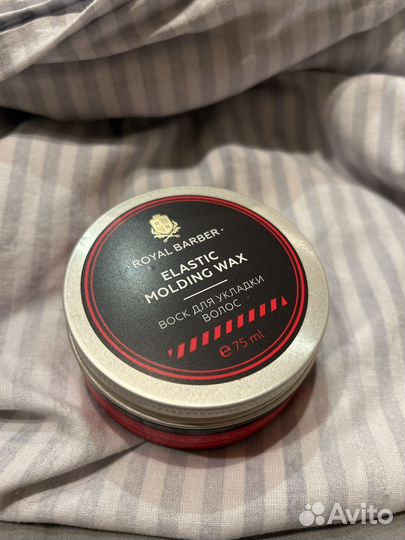 · ROYAL BARBER ·
ELASTIC
MOLDING WAX
ВОСК ДЛЯ УКЛАДКИ
ВОЛОС
℮ 75 ml
Avito